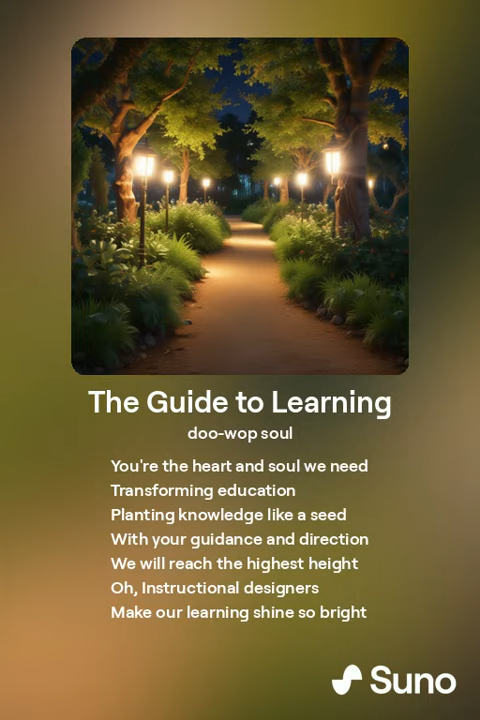 The Guide to Learning
doo-wop soul
You're the heart and soul we need
Transforming education
Planting knowledge like a seed
With your guidance and direction
We will reach the highest height
Oh, Instructional designers
Make our learning shine so bright
Suno